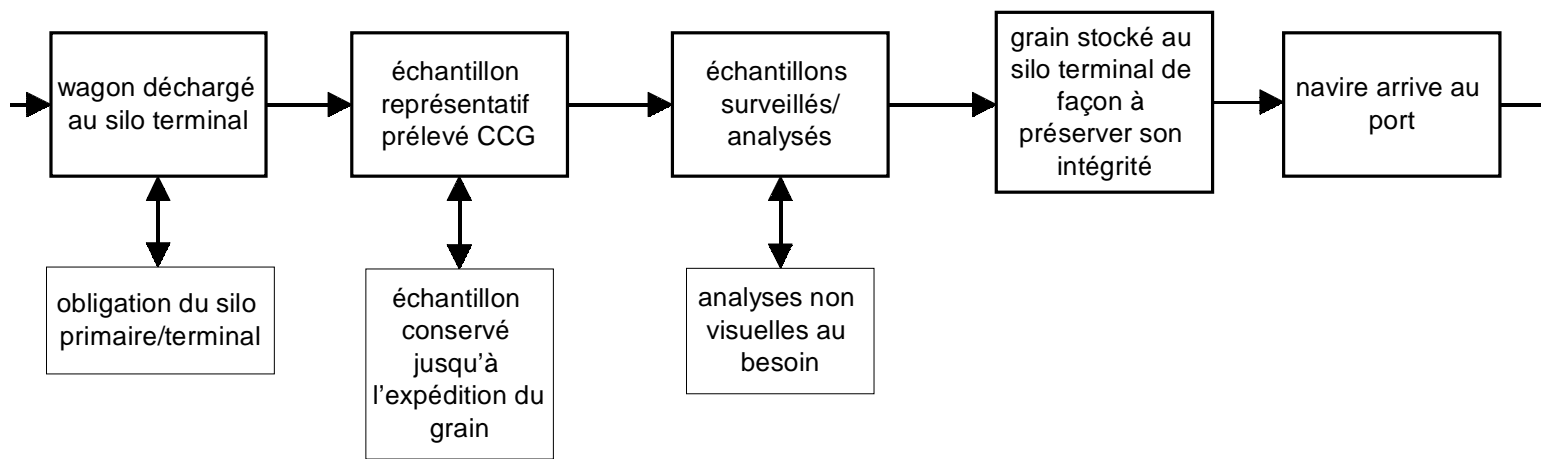 wagon déchargé
au silo terminal
échantillon
représentatif
prélevé CCG
échantillons
surveillés/
analysés
grain stocké au
silo terminal de
façon à
préserver son
intégrité
navire arrive au
port
obligation du silo
primaire/terminal
échantillon
conservé
jusqu'à
l'expédition du
grain
analyses non
visuelles au
besoin